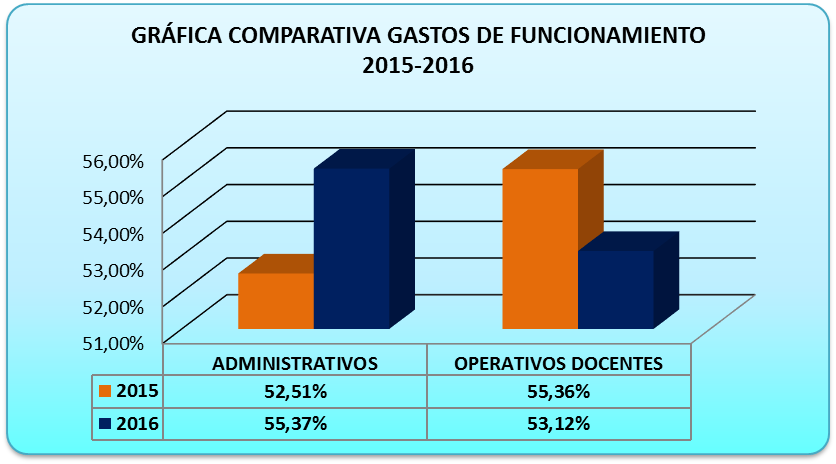 GRÁFICA COMPARATIVA GASTOS DE FUNCIONAMIENTO
2015-2016
56,00%
55,00%
54,00%
53,00%
52,00%
51,00%
ADMINISTRATIVOS OPERATIVOS DOCENTES
2015 52,51% 55,36%
2016 55,37% 53,12%